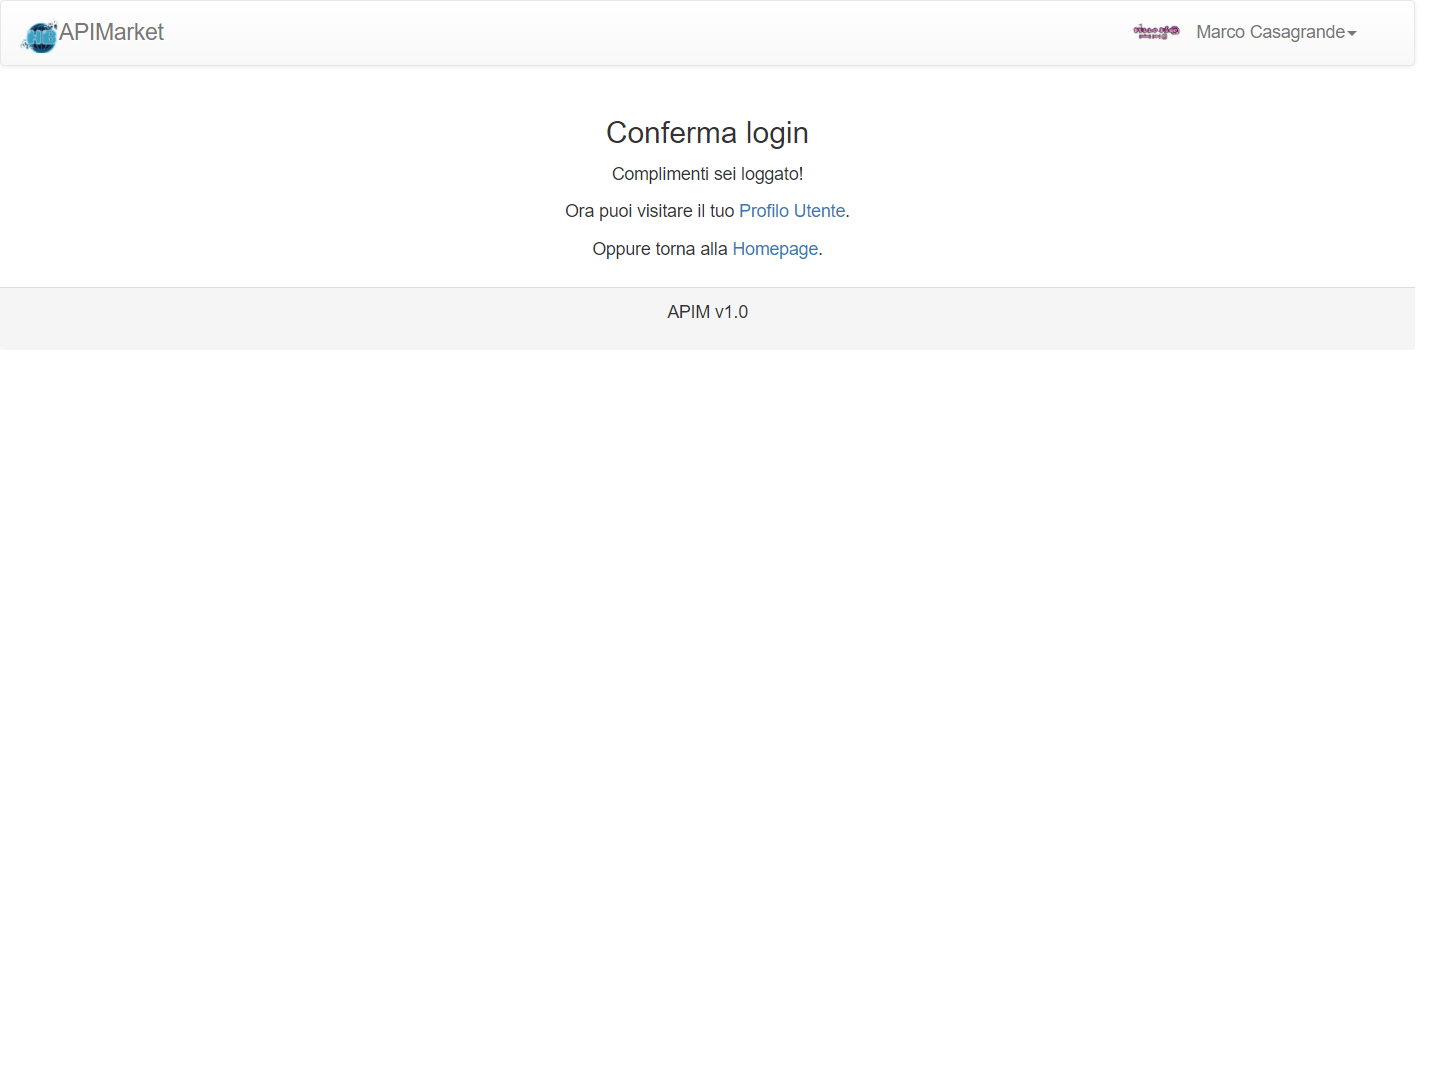 APIMarket
Marco Casagrande
Conferma login
Complimenti sei loggato!
Ora puoi visitare il tuo Profilo Utente.
Oppure torna alla Homepage.
APIM v1.0